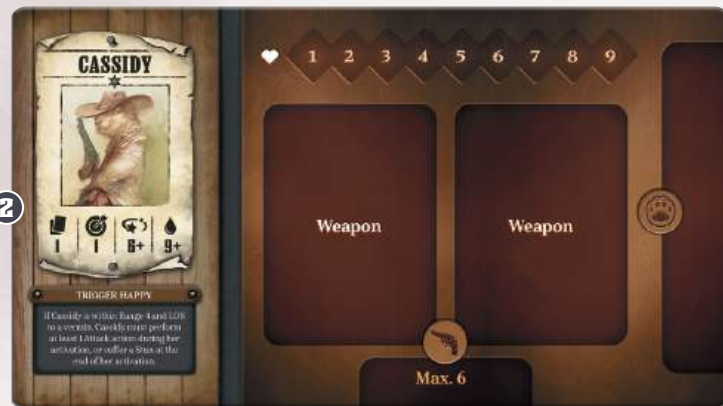 CASSIDY
1 1 6+ 9+
TRIGGER HAPPY
If Cassidy is within Range 4 and LOS
to a vermin, Cassidy must perform
at least 1 Attack action during her
activation, or suffer a Stun at the
end of her activation.
1 2 3 4 5 6 7 8 9
Weapon
Weapon
Max. 6
2